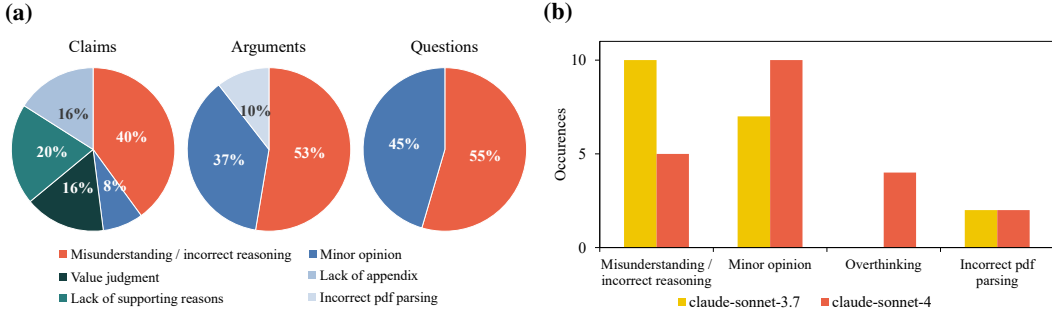 (a)
Claims
Arguments
Questions
16%
40%
20%
16%
8%
10%
37%
53%
45%
55%
Misunderstanding / incorrect reasoning
Minor opinion
Value judgment
Lack of appendix
Lack of supporting reasons
Incorrect pdf parsing
(b)
Occurences
10
5
0
Misunderstanding /
incorrect reasoning
Minor opinion
Overthinking
Incorrect pdf
parsing
claude-sonnet-3.7
claude-sonnet-4